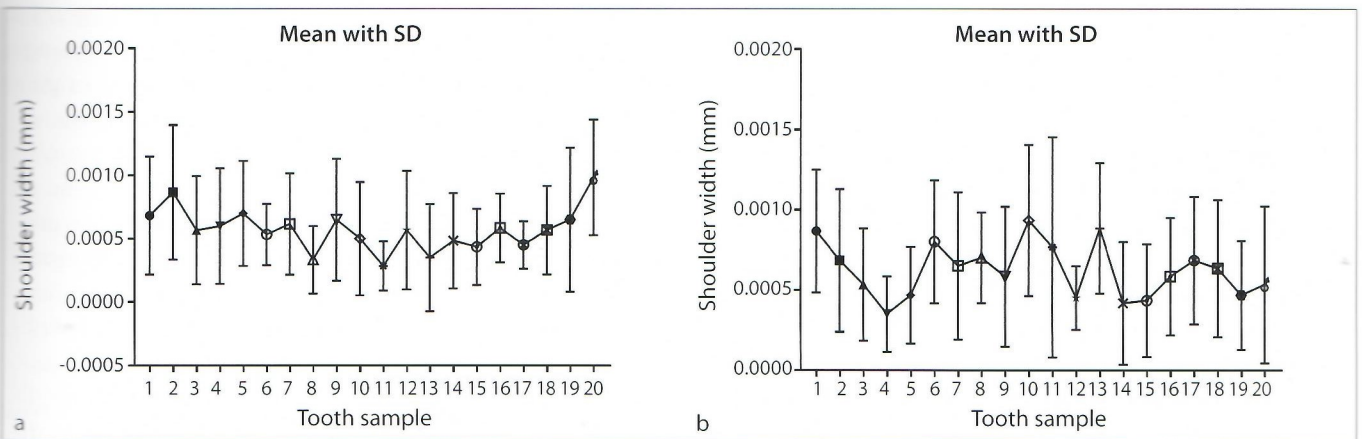 Mean with SD
0.0020
0.0015
0.0010
0.0005
0.0000
-0.0005
Shoulder width (mm)
1 2 3 4 5 6 7 8 9 10 11 12 13 14 15 16 17 18 19 20
Tooth sample
a
Mean with SD
0.0020
0.0015
0.0010
0.0005
0.0000
Shoulder width (mm)
1 2 3 4 5 6 7 8 9 10 11 12 13 14 15 16 17 18 19 20
Tooth sample
b